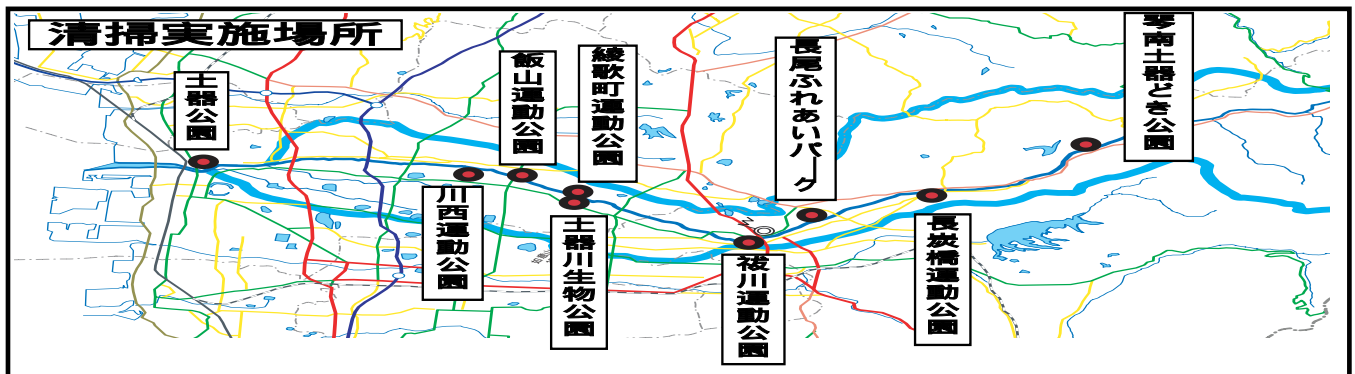 清掃実施場所
土器公園
飯山運動公園
綾歌町運動公園
長尾ふれあいパーク
琴南土器どき公園
川西運動公園
土器川生物公園
祓川運動公園
長炭橋運動公園